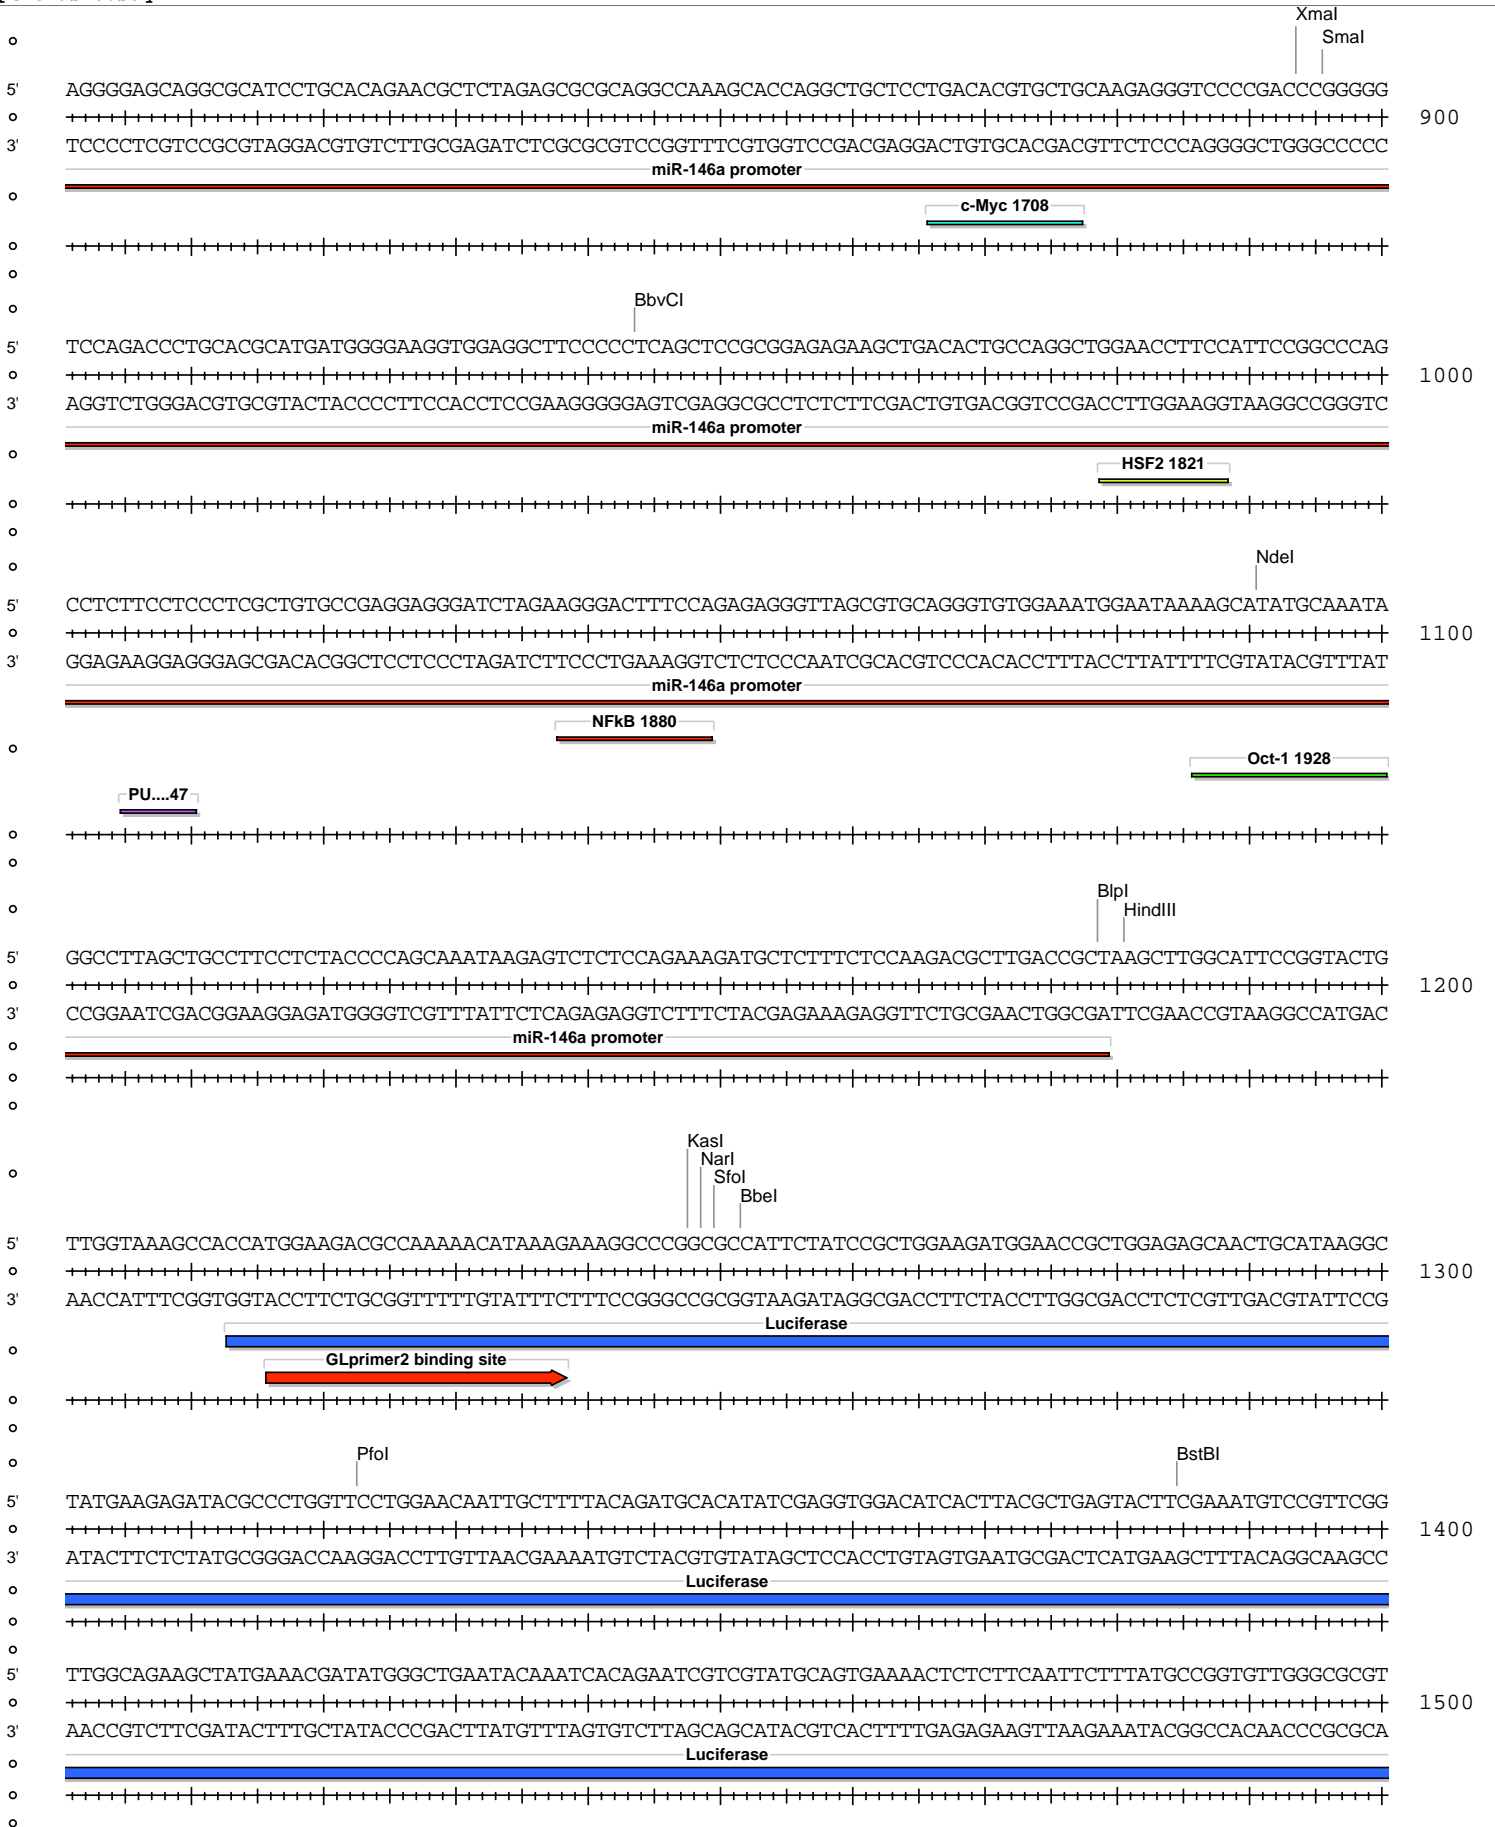 XmaI
SmaI
5' AGGGGAGCAGGCGCATCCTGCACAGAACGCTCTAGAGCGCGCAGGCCAAAGCACCAGGCTGCTCCTGACACGTGCTGCAAGAGGGTCCCCGACCCGGGGG
900
3' TCCCCTCGTCCGCGTAGGACGTGTCTTGCGAGATCTCGCGCGTCCGGTTTCGTGGTCCGACGAGGACTGTGCACGACGTTCTCCCAGGGGCTGGGCCCCC
miR-146a promoter
c-Myc 1708
BbvCI
5' TCCAGACCCTGCACGCATGATGGGGAAGGTGGAGGCTTCCCCCTCAGCTCCGCGGAGAGAAGCTGACACTGCCAGGCTGGAACCTTCCATTCCGGCCCAG
1000
3' AGGTCTGGGACGTGCGTACTACCCCTTCCACCTCCGAAGGGGGAGTCGAGGCGCCTCTCTTCGACTGTGACGGTCCGACCTTGGAAGGTAAGGCCGGGTC
miR-146a promoter
HSF2 1821
NdeI
5' CCTCTTCCTCCCTCGCTGTGCCGAGGAGGGATCTAGAAGGGACTTTCCAGAGAGGGTTAGCGTGCAGGGTGTGGAAATGGAATAAAAGCATATGCAAATA
1100
3' GGAGAAGGAGGGAGCGACACGGCTCCTCCCTAGATCTTCCCTGAAAGGTCTCTCCCAATCGCACGTCCCACACCTTTACCTTATTTTCGTATACGTTTAT
miR-146a promoter
NFkB 1880
Oct-1 1928
PU....47
BlpI
HindIII
5' GGCCTTAGCTGCCTTCCTCTACCCCAGCAAATAAGAGTCTCTCCAGAAAGATGCTCTTTCTCCAAGACGCTTGACCGCTAAGCTTGGCATTCCGGTACTG
1200
3' CCGGAATCGACGGAAGGAGATGGGGTCGTTTATTCTCAGAGAGGTCTTTCTACGAGAAAGAGGTTCTGCGAACTGGCGATTCGAACCGTAAGGCCATGAC
miR-146a promoter
KasI
NarI
SfoI
BbeI
5' TTGGTAAAGCCACCATGGAAGACGCCAAAAACATAAAGAAAGGCCCGGCGCCATTCTATCCGCTGGAAGATGGAACCGCTGGAGAGCAACTGCATAAGGC
1300
3' AACCATTTCGGTGGTACCTTCTGCGGTTTTTGTATTTCTTTCCGGGCCGCGGTAAGATAGGCGACCTTCTACCTTGGCGACCTCTCGTTGACGTATTCCG
Luciferase
GLprimer2 binding site
PfoI
BstBI
5' TATGAAGAGATACGCCCTGGTTCCTGGAACAATTGCTTTTACAGATGCACATATCGAGGTGGACATCACTTACGCTGAGTACTTCGAAATGTCCGTTCGG
1400
3' ATACTTCTCTATGCGGGACCAAGGACCTTGTTAACGAAAATGTCTACGTGTATAGCTCCACCTGTAGTGAATGCGACTCATGAAGCTTTACAGGCAAGCC
Luciferase
5' TTGGCAGAAGCTATGAAACGATATGGGCTGAATACAAATCACAGAATCGTCGTATGCAGTGAAAACTCTCTTCAATTCTTTATGCCGGTGTTGGGCGCGT
1500
3' AACCGTCTTCGATACTTTGCTATACCCGACTTATGTTTAGTGTCTTAGCAGCATACGTCACTTTTGAGAGAAGTTAAGAAATACGGCCACAACCCGCGCA
Luciferase